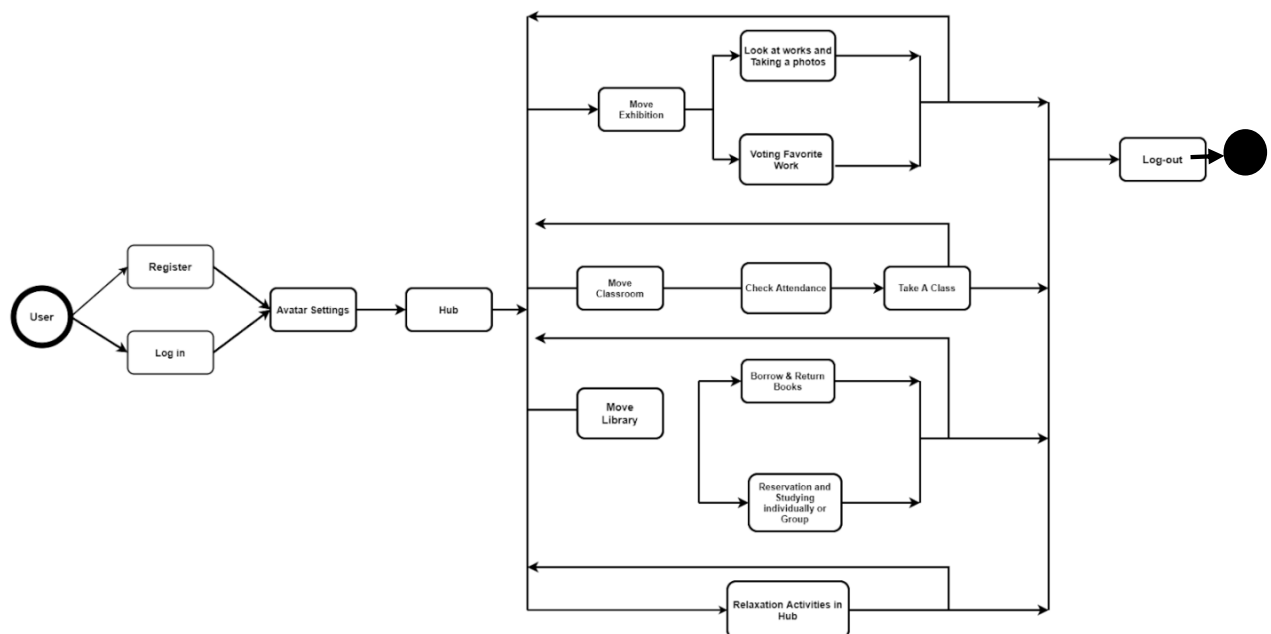 Look at works and
Taking a photos
Move
Exhibition
Voting Favorite
Work
Log-out
Register
Move
Classroom
Check Attendance
Take A Class
User
Avatar Settings
Hub
Log in
Borrow & Return
Books
Move
Library
Reservation and
Studying
individually or
Group
Relaxation Activities in
Hub